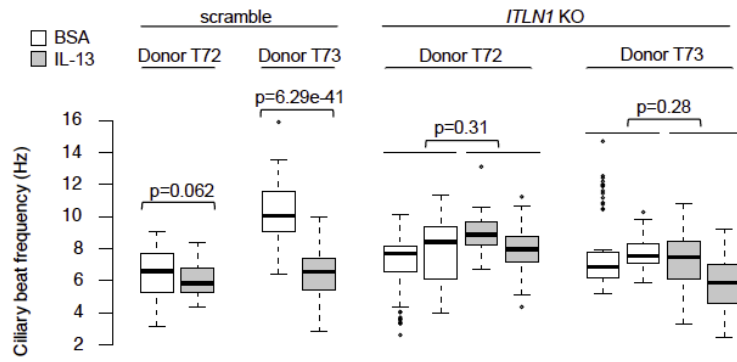 scramble
ITLN1 KO
BSA
IL-13
Donor T72
Donor T73
Donor T72
Donor T73
p=6.29e-41
p=0.31
p=0.28
p=0.062
Ciliary beat frequency (Hz)
16
14
12
10
8
6
4
2